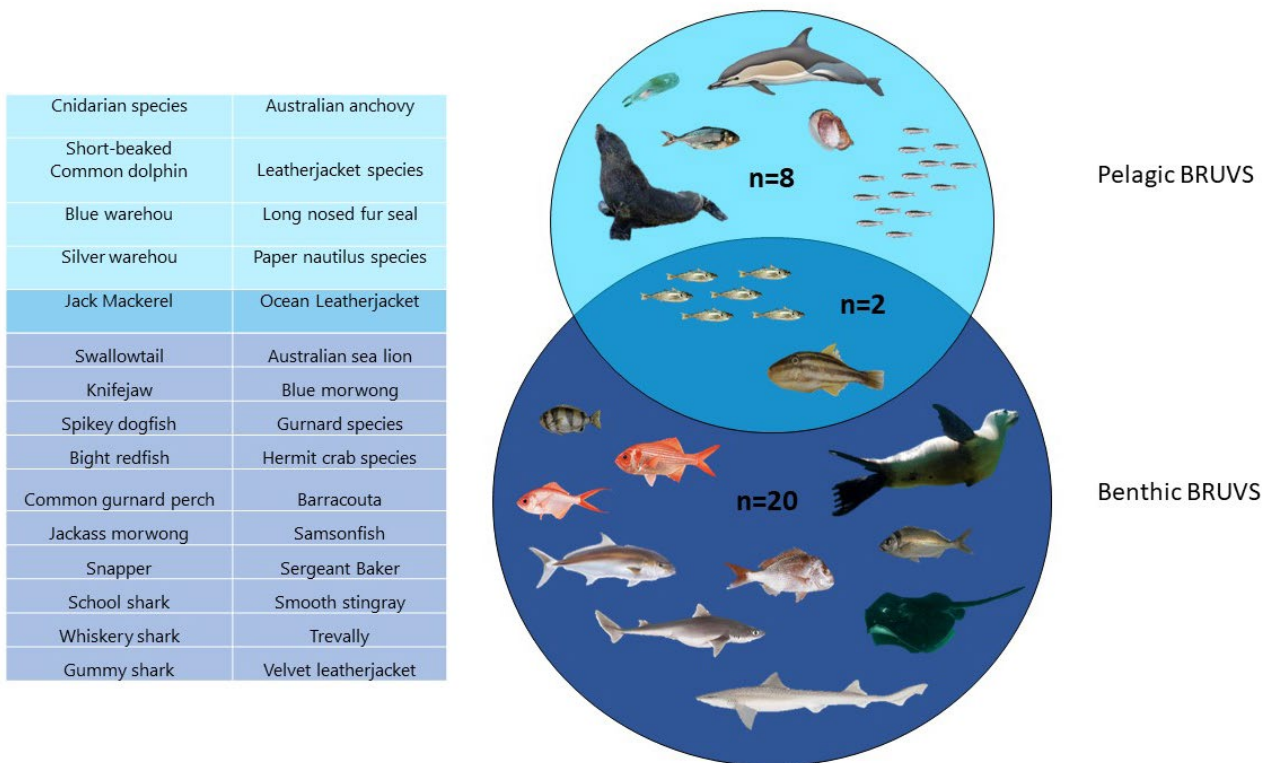 Cnidarian species Australian anchovy
Short-beaked
Common dolphin Leatherjacket species
Blue warehou Long nosed fur seal
Silver warehou Paper nautilus species
Jack Mackerel Ocean Leatherjacket
Swallowtail Australian sea lion
Knifejaw Blue morwong
Spikey dogfish Gurnard species
Bight redfish Hermit crab species
Common gurnard perch Barracouta
Jackass morwong Samsonfish
Snapper Sergeant Baker
School shark Smooth stingray
Whiskery shark Trevally
Gummy shark Velvet leatherjacket
n=8
Pelagic BRUVS
n=2
n=20
Benthic BRUVS